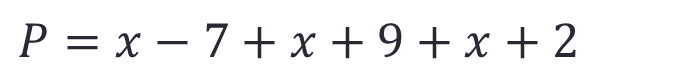 P = x − 7 + x + 9 + x + 2